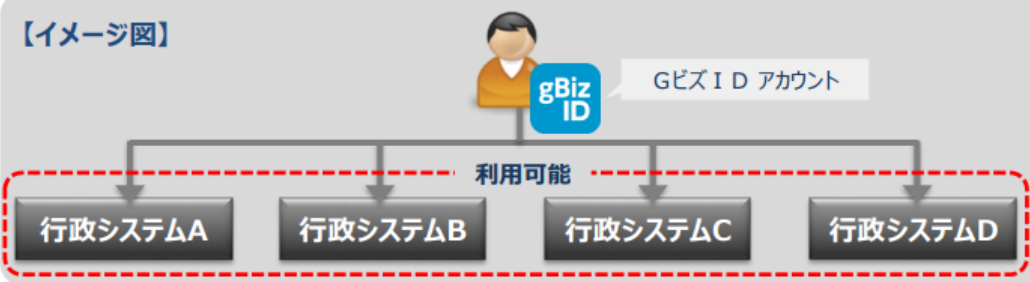 【イメージ図】
gBiz
ID
GビズID アカウント
利用可能
行政システムA
行政システムB
行政システムC
行政システムD